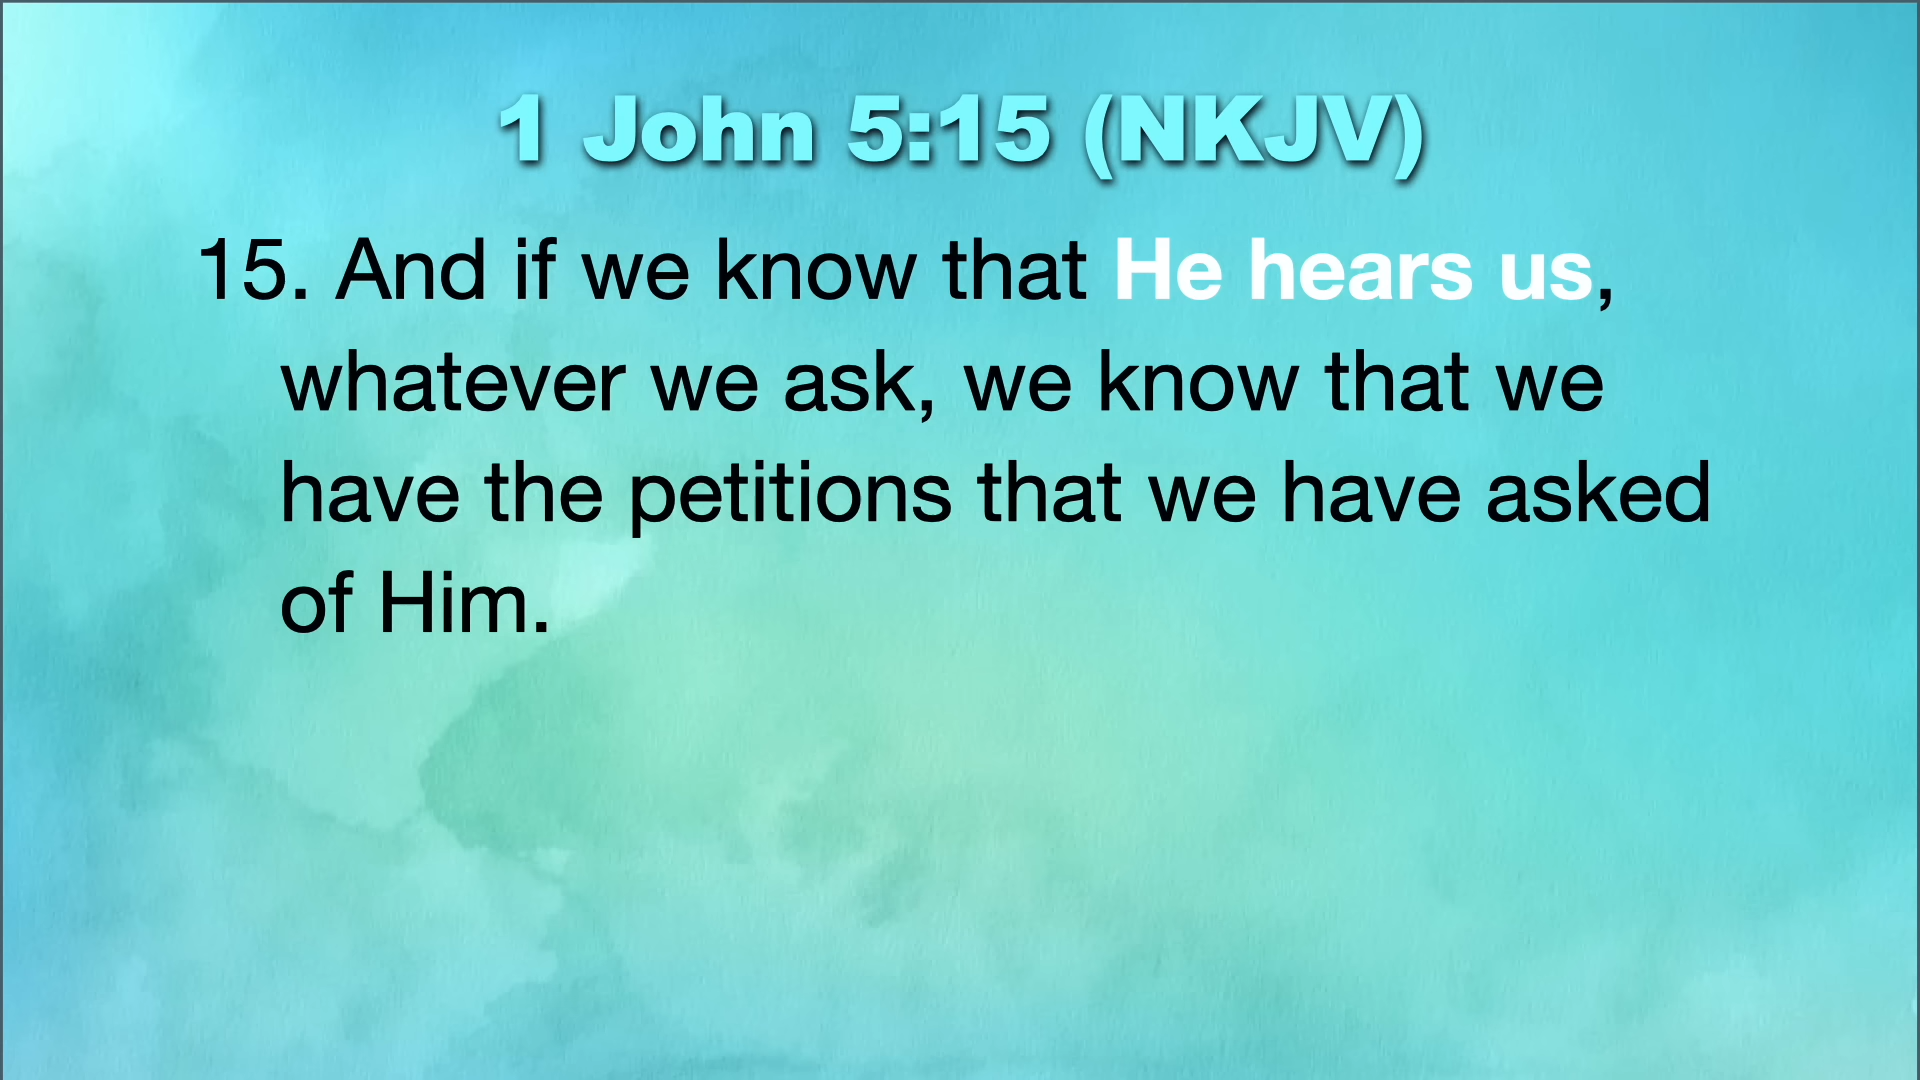 1 John 5:15 (NKJV)
15. And if we know that He hears us,
whatever we ask, we know that we
have the petitions that we have asked
of Him.